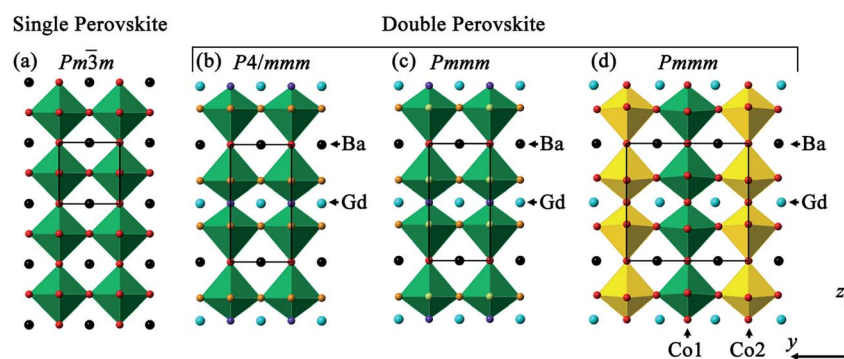 Single Perovskite
Double Perovskite
(a) Pm3̅m
(b) P4/mmm
(c) Pmmm
(d) Pmmm
Ba
Gd
Ba
Gd
Ba
Gd
z
y
Co1
Co2